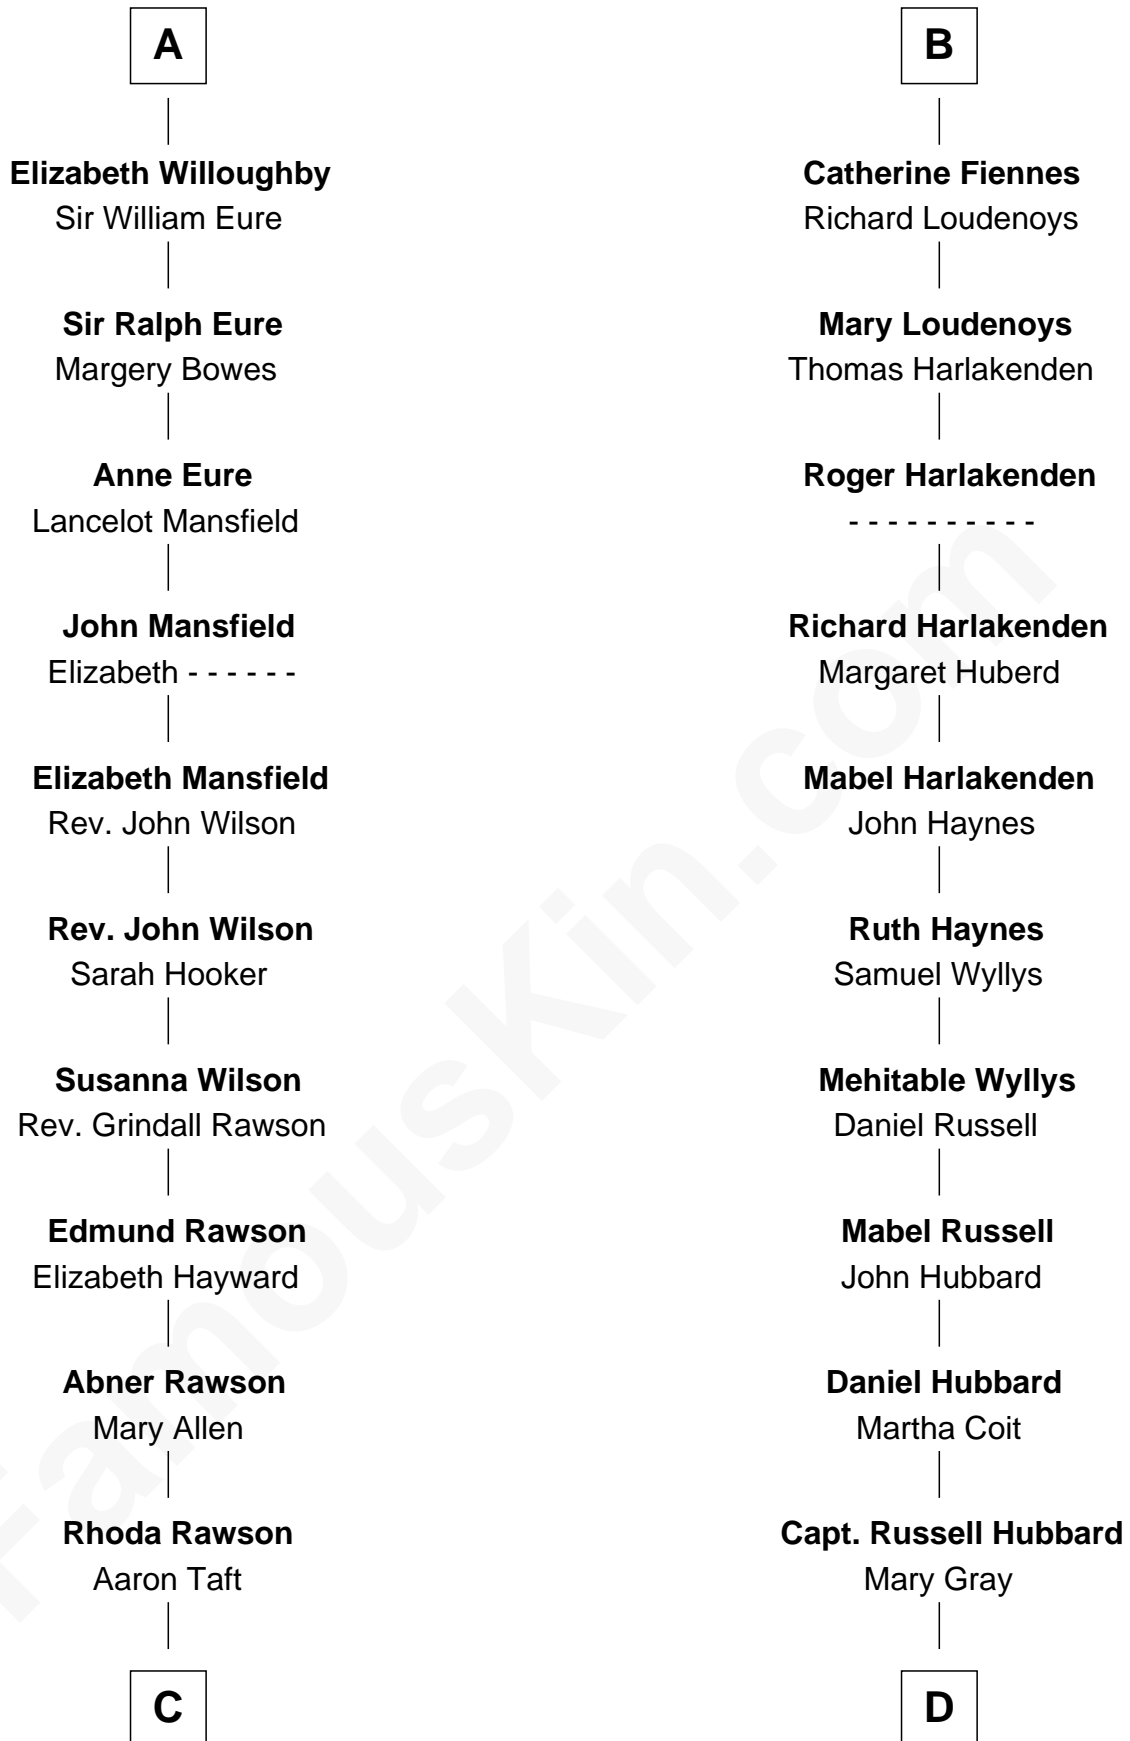 A
Elizabeth Willoughby
Sir William Eure
Sir Ralph Eure
Margery Bowes
Anne Eure
Lancelot Mansfield
John Mansfield
Elizabeth - - - - - -
Elizabeth Mansfield
Rev. John Wilson
Rev. John Wilson
Sarah Hooker
Susanna Wilson
Rev. Grindall Rawson
Edmund Rawson
Elizabeth Hayward
Abner Rawson
Mary Allen
Rhoda Rawson
Aaron Taft
C
B
Catherine Fiennes
Richard Loudenoys
Mary Loudenoys
Thomas Harlakenden
Roger Harlakenden
- - - - - - - - - -
Richard Harlakenden
Margaret Huberd
Mabel Harlakenden
John Haynes
Ruth Haynes
Samuel Wyllys
Mehitable Wyllys
Daniel Russell
Mabel Russell
John Hubbard
Daniel Hubbard
Martha Coit
Capt. Russell Hubbard
Mary Gray
D
FamousKin.com